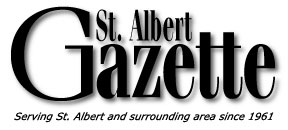 St. Albert
Gazette
Serving St. Albert and surrounding area since 1961